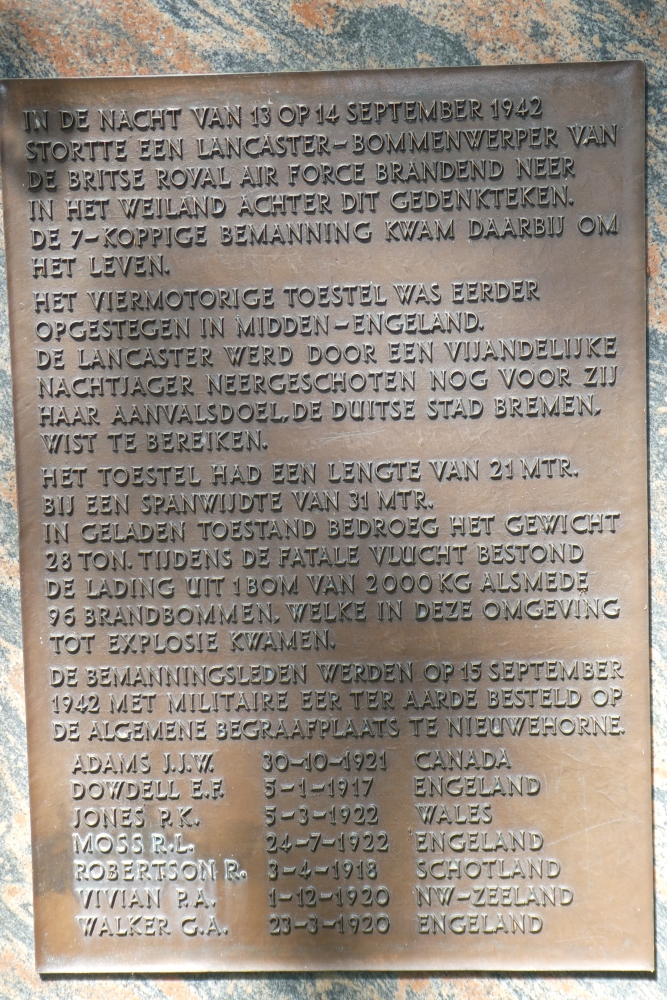 IN DE NACHT VAN 13 OP 14 SEPTEMBER 1942
STORTTE EEN LANCASTER-BOMMENWERPER VAN
DE BRITSE ROYAL AIR FORCE BRANDEND NEER
IN HET WEILAND ACHTER DIT GEDENKTEKEN.
DE 7-KOPPIGE BEMANNING KWAM DAARBIJ OM
HET LEVEN.
HET VIERMOTORIGE TOESTEL WAS EERDER
OPGESTEGEN IN MIDDEN-ENGELAND.
DE LANCASTER WERD DOOR EEN VIJANDELIJKE
NACHTJAGER NEERGESCHOTEN NOG VOOR ZIJ
HAAR AANVALSDOEL, DE DUITSE STAD BREMEN,
WIST TE BEREIKEN.
HET TOESTEL HAD EEN LENGTE VAN 21 MTR.
BIJ EEN SPANWIJDTE VAN 31 MTR.
IN GELADEN TOESTAND BEDROEG HET GEWICHT
28 TON. TIJDENS DE FATALE VLUCHT BESTOND
DE LADING UIT 1 BOM VAN 2000 KG ALSMEDE
96 BRANDBOMMEN, WELKE IN DEZE OMGEVING
TOT EXPLOSIE KWAMEN.
DE BEMANNINGSLEDEN WERDEN OP 15 SEPTEMBER
1942 MET MILITAIRE EER TER AARDE BESTELD OP
DE ALGEMENE BEGRAAFPLAATS TE NIEUWEHORNE.
ADAMS J.J.W. 30-10-1921 CANADA
DOWDELL E.F. 5-1-1917 ENGELAND
JONES P.K. 5-3-1922 WALES
MOSS R.L. 24-7-1922 ENGELAND
ROBERTSON R. 3-4-1918 SCHOTLAND
VIVIAN P.A. 1-12-1920 NW-ZEELAND
WALKER G.A. 23-3-1920 ENGELAND